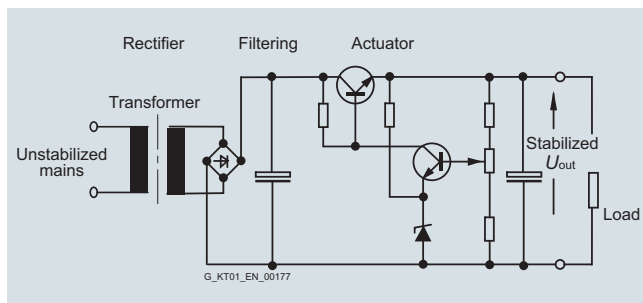 Rectifier
Filtering
Actuator
Transformer
Unstabilized
mains
Stabilized
Uout
Load
G_KT01_EN_00177